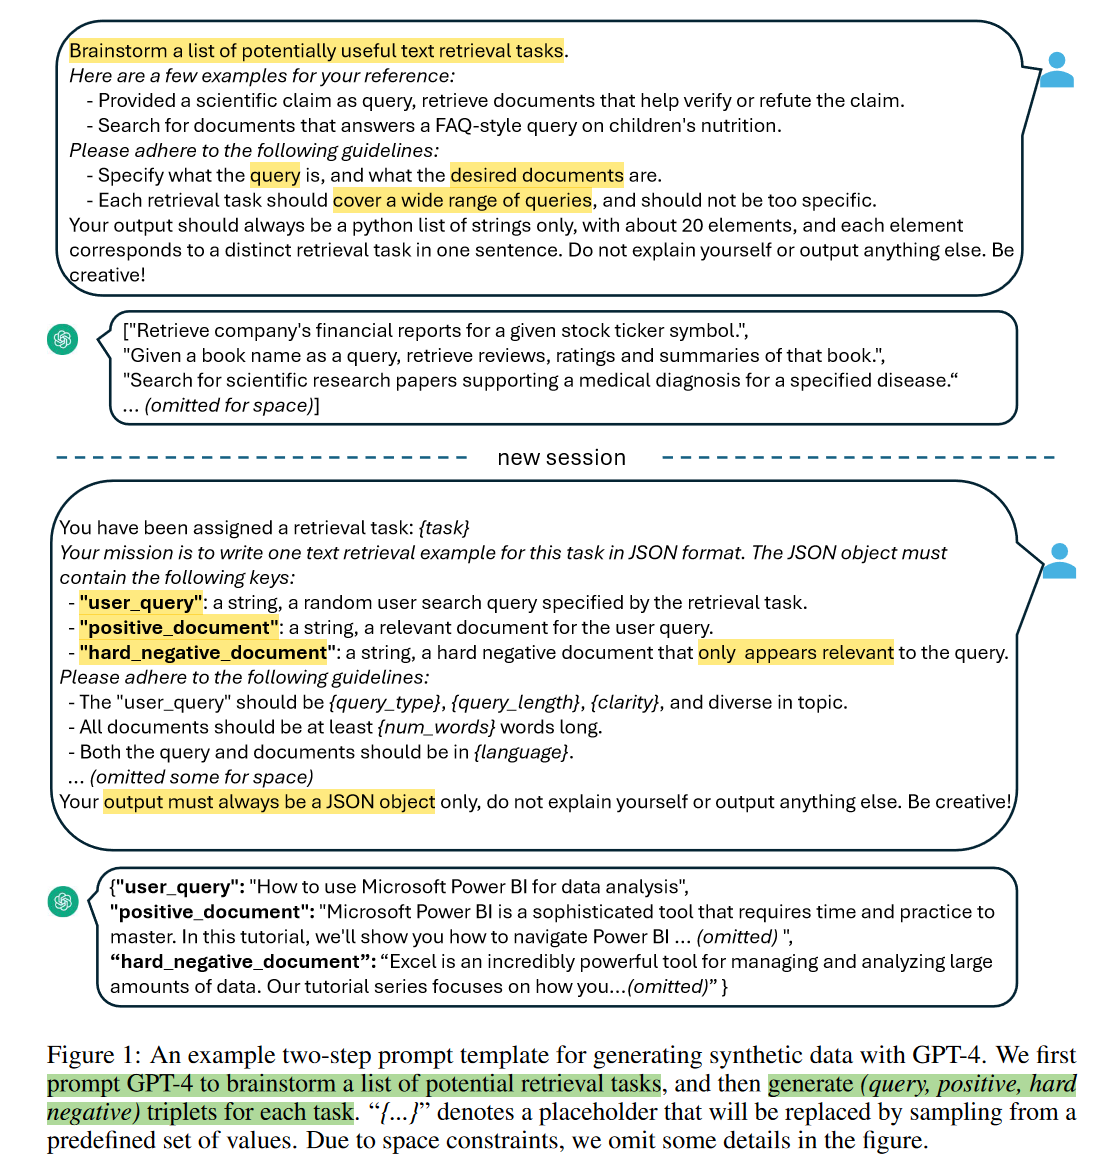 Brainstorm a list of potentially useful text retrieval tasks.
Here are a few examples for your reference:
- Provided a scientific claim as query, retrieve documents that help verify or refute the claim.
- Search for documents that answers a FAQ-style query on children's nutrition.
Please adhere to the following guidelines:
- Specify what the query is, and what the desired documents are.
- Each retrieval task should cover a wide range of queries, and should not be too specific.
Your output should always be a python list of strings only, with about 20 elements, and each element
corresponds to a distinct retrieval task in one sentence. Do not explain yourself or output anything else. Be
creative!
["Retrieve company's financial reports for a given stock ticker symbol.",
"Given a book name as a query, retrieve reviews, ratings and summaries of that book.",
"Search for scientific research papers supporting a medical diagnosis for a specified disease.“
... (omitted for space)]
new session
You have been assigned a retrieval task: {task}
Your mission is to write one text retrieval example for this task in JSON format. The JSON object must
contain the following keys:
- "user_query": a string, a random user search query specified by the retrieval task.
- "positive_document": a string, a relevant document for the user query.
- "hard_negative_document": a string, a hard negative document that only appears relevant to the query.
Please adhere to the following guidelines:
- The "user_query" should be {query_type}, {query_length}, {clarity}, and diverse in topic.
- All documents should be at least {num_words} words long.
- Both the query and documents should be in {language}.
... (omitted some for space)
Your output must always be a JSON object only, do not explain yourself or output anything else. Be creative!
{"user_query": "How to use Microsoft Power BI for data analysis",
"positive_document": "Microsoft Power BI is a sophisticated tool that requires time and practice to
master. In this tutorial, we'll show you how to navigate Power BI ... (omitted) ",
“hard_negative_document”: “Excel is an incredibly powerful tool for managing and analyzing large
amounts of data. Our tutorial series focuses on how you...(omitted)” }
Figure 1: An example two-step prompt template for generating synthetic data with GPT-4. We first
prompt GPT-4 to brainstorm a list of potential retrieval tasks, and then generate (query, positive, hard
negative) triplets for each task. “{...}” denotes a placeholder that will be replaced by sampling from a
predefined set of values. Due to space constraints, we omit some details in the figure.